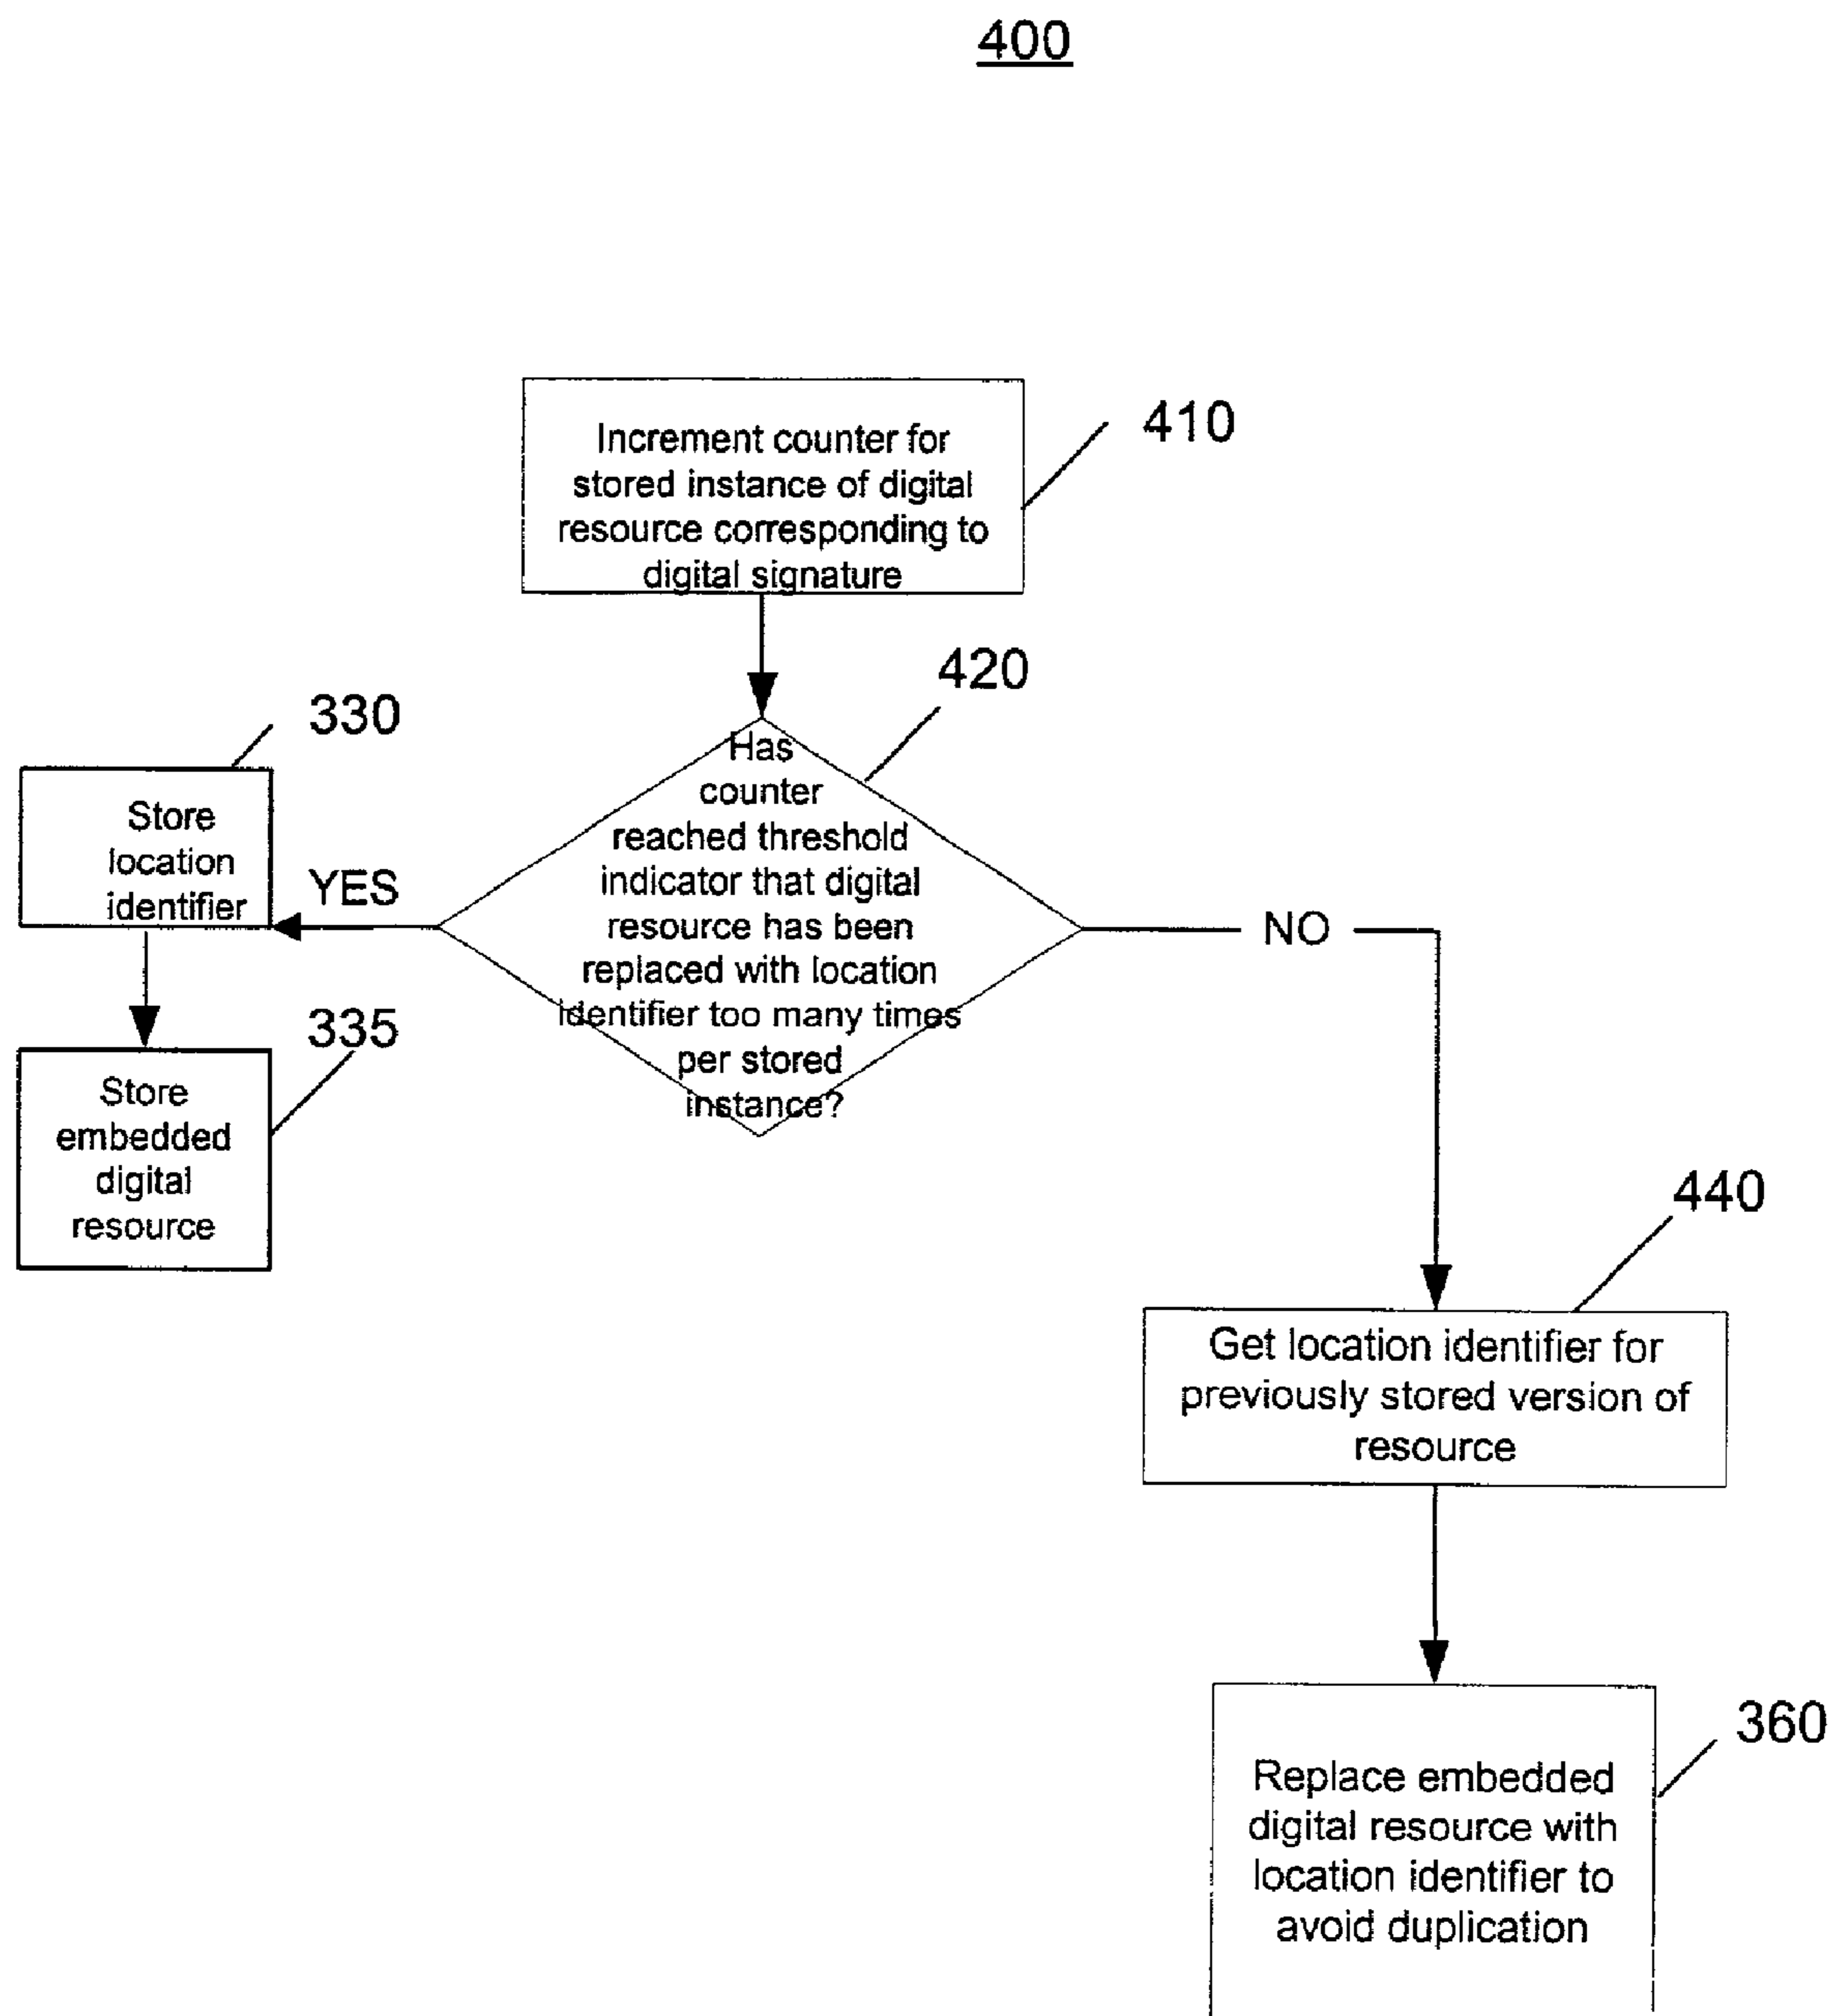 400
Increment counter for
stored instance of digital
resource corresponding to
digital signature
410
420
Has
counter
reached threshold
indicator that digital
resource has been
replaced with location
identifier too many times
per stored
instance?
330
Store
location
identifier
YES
335
Store
embedded
digital
resource
NO
440
Get location identifier for
previously stored version of
resource
360
Replace embedded
digital resource with
location identifier to
avoid duplication